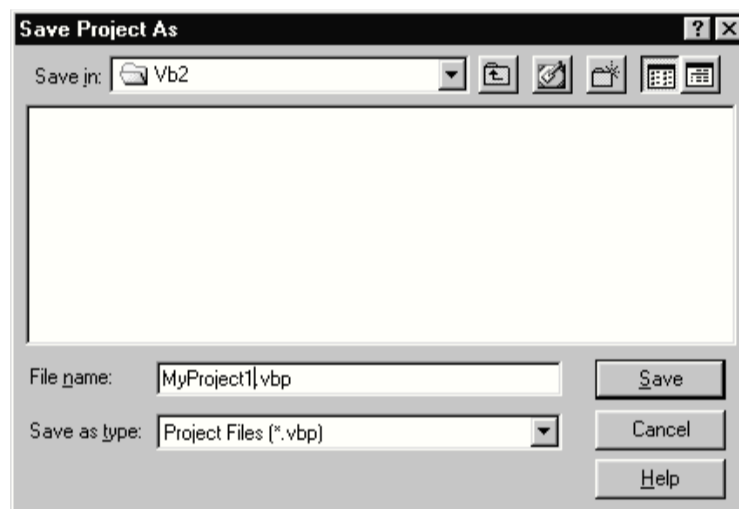 Save Project As
Save in: Vb2
File name: MyProject1.vbp Save
Save as type: Project Files (*.vbp) Cancel
Help